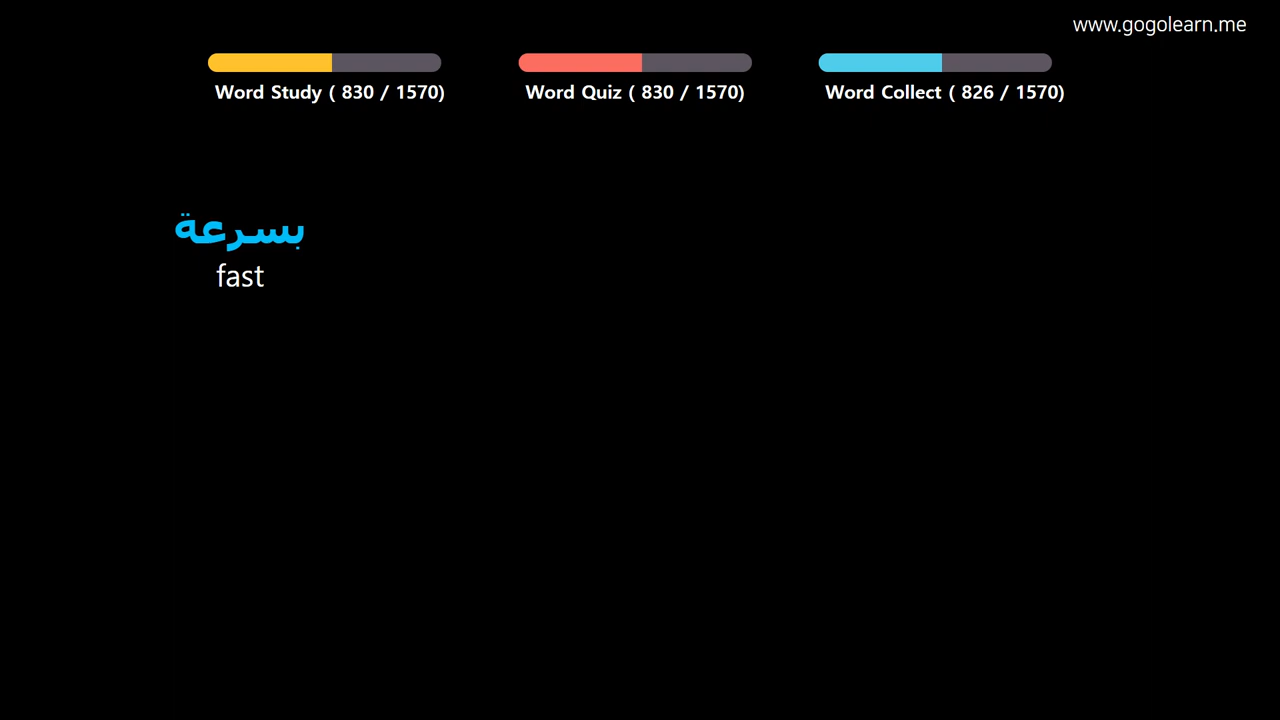 www.gogolearn.me
Word Study ( 830 / 1570)
Word Quiz ( 830 / 1570)
Word Collect ( 826 / 1570)
بسرعة
fast